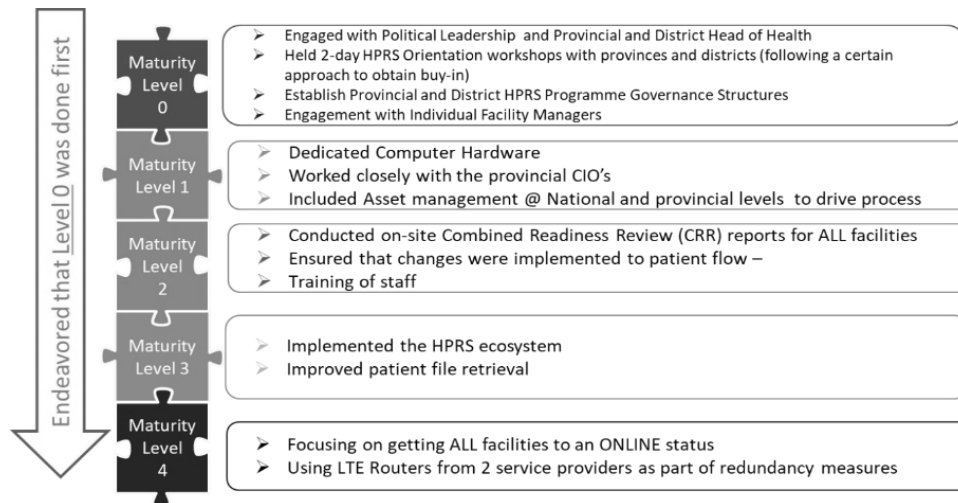 Endeavored that Level 0 was done first
Maturity
Level
0
➤ Engaged with Political Leadership and Provincial and District Head of Health
➤ Held 2-day HPRS Orientation workshops with provinces and districts (following a certain
approach to obtain buy-in)
➤ Establish Provincial and District HPRS Programme Governance Structures
➤ Engagement with Individual Facility Managers
Maturity
Level 1
➤ Dedicated Computer Hardware
➤ Worked closely with the provincial CIO's
➤ Included Asset management @ National and provincial levels to drive process
Maturity
Level
2
➤ Conducted on-site Combined Readiness Review (CRR) reports for ALL facilities
➤ Ensured that changes were implemented to patient flow –
➤ Training of staff
Maturity
Level 3
➤ Implemented the HPRS ecosystem
➤ Improved patient file retrieval
Maturity
Level
4
➤ Focusing on getting ALL facilities to an ONLINE status
➤ Using LTE Routers from 2 service providers as part of redundancy measures